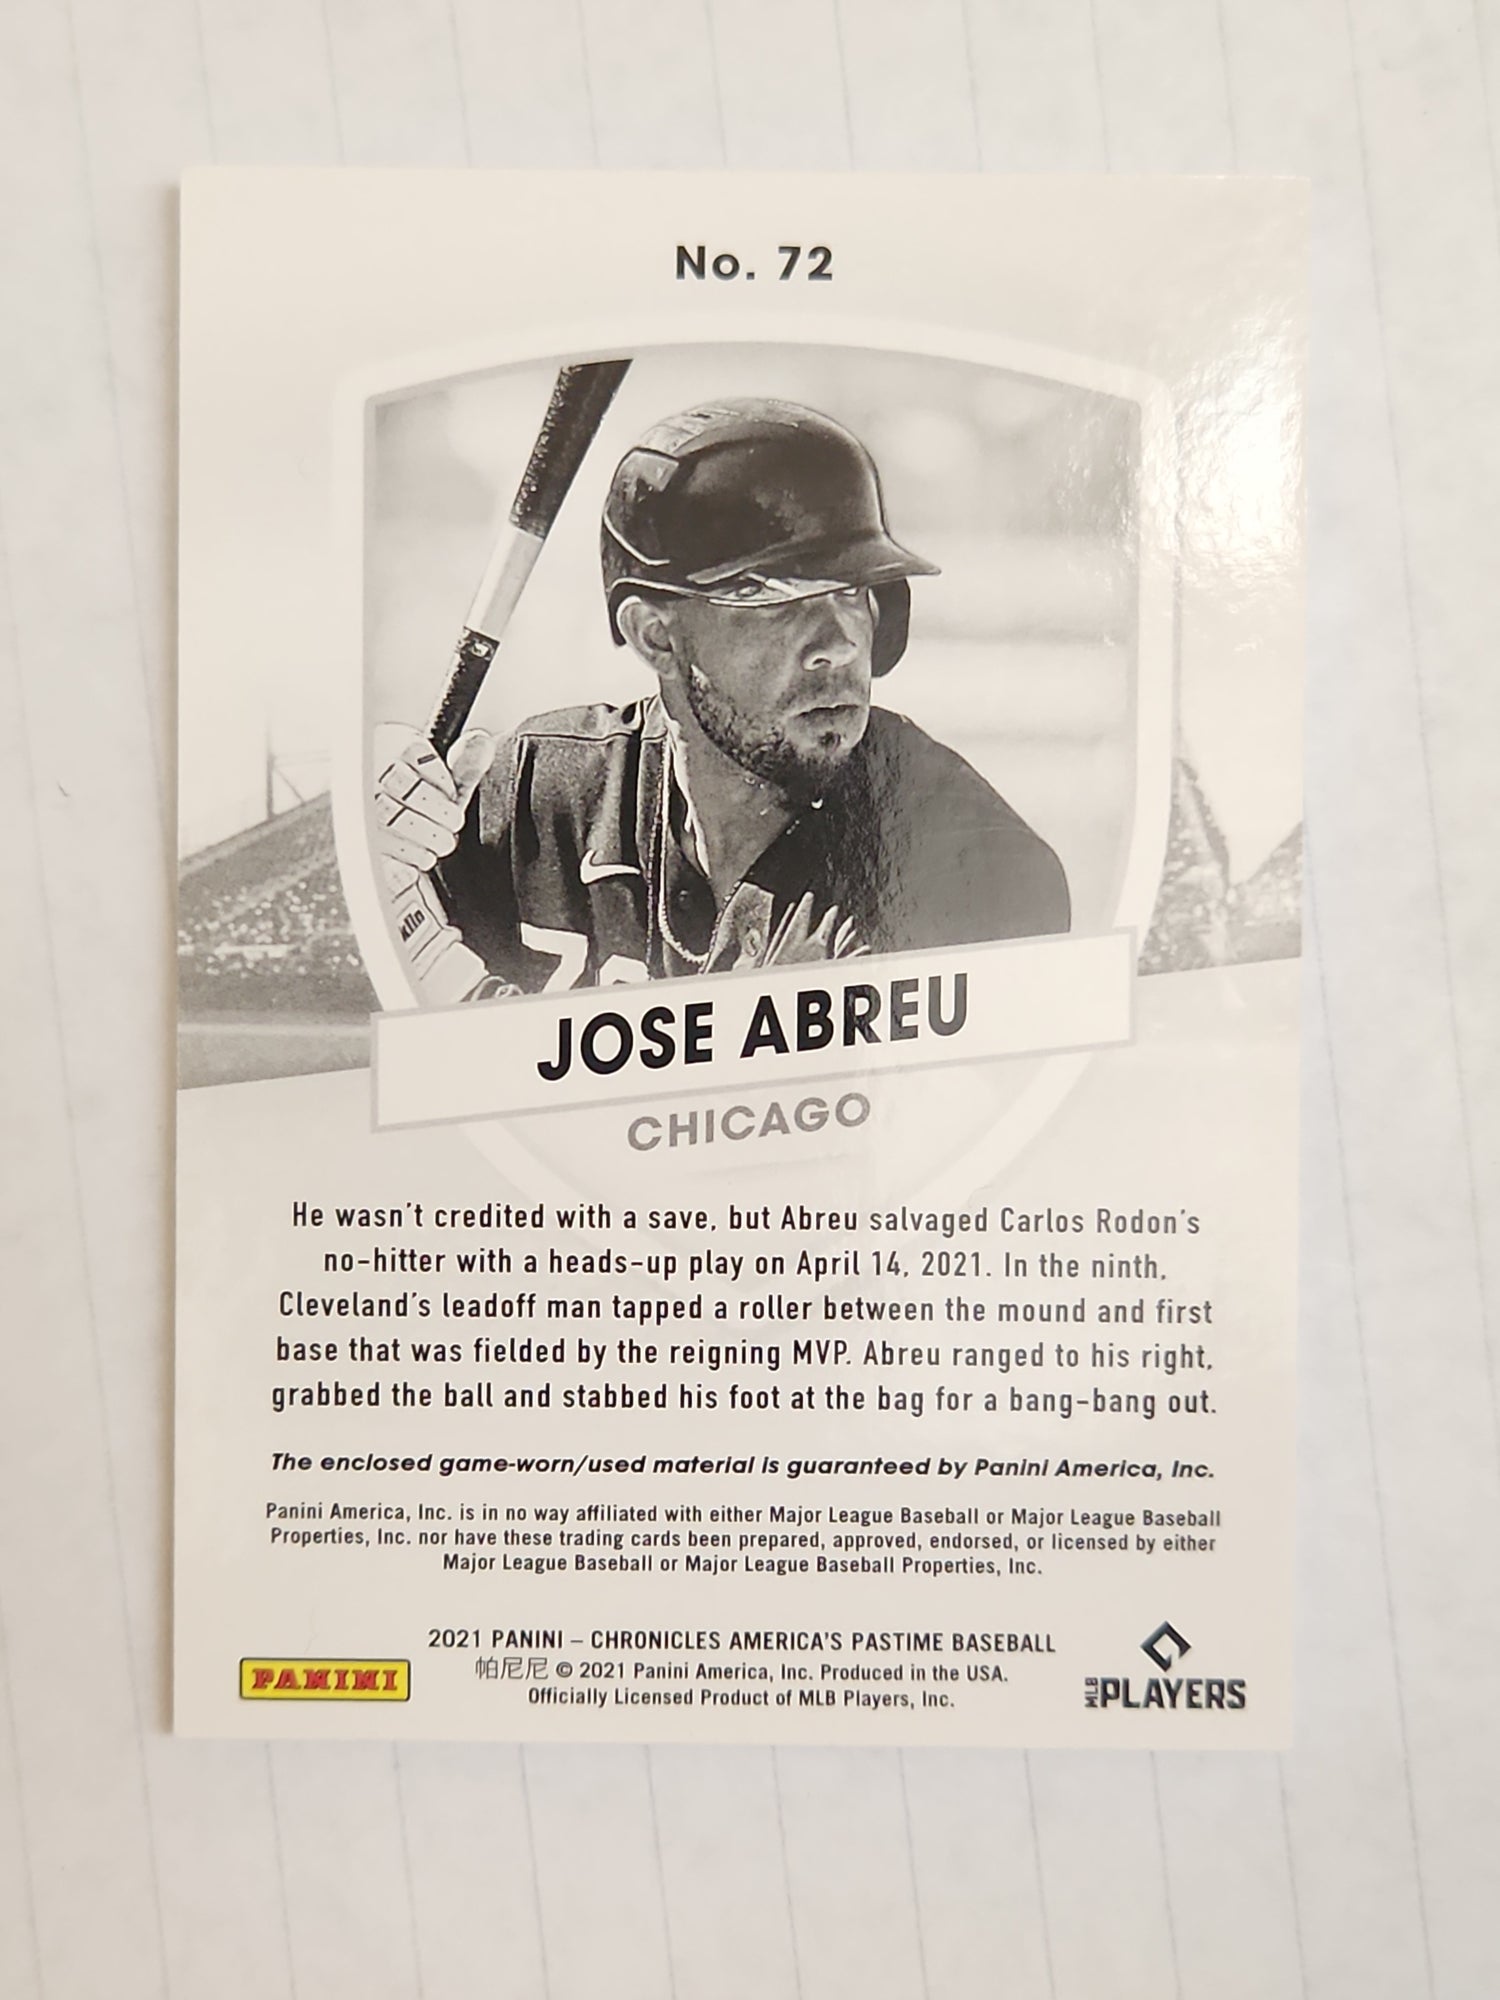 No. 72
klin
JOSE ABREU
CHICAGO
He wasn't credited with a save, but Abreu salvaged Carlos Rodon's
no-hitter with a heads-up play on April 14, 2021. In the ninth,
Cleveland's leadoff man tapped a roller between the mound and first
base that was fielded by the reigning MVP. Abreu ranged to his right,
grabbed the ball and stabbed his foot at the bag for a bang-bang out.
The enclosed game-worn/used material is guaranteed by Panini America, Inc.
Panini America, Inc. is in no way affiliated with either Major League Baseball or Major League Baseball
Properties, Inc. nor have these trading cards been prepared, approved, endorsed, or licensed by either
Major League Baseball or Major League Baseball Properties, Inc.
2021 PANINI – CHRONICLES AMERICA'S PASTIME BASEBALL
帕尼尼 © 2021 Panini America, Inc. Produced in the USA.
Officially Licensed Product of MLB Players, Inc.
PANINI
MLB PLAYERS